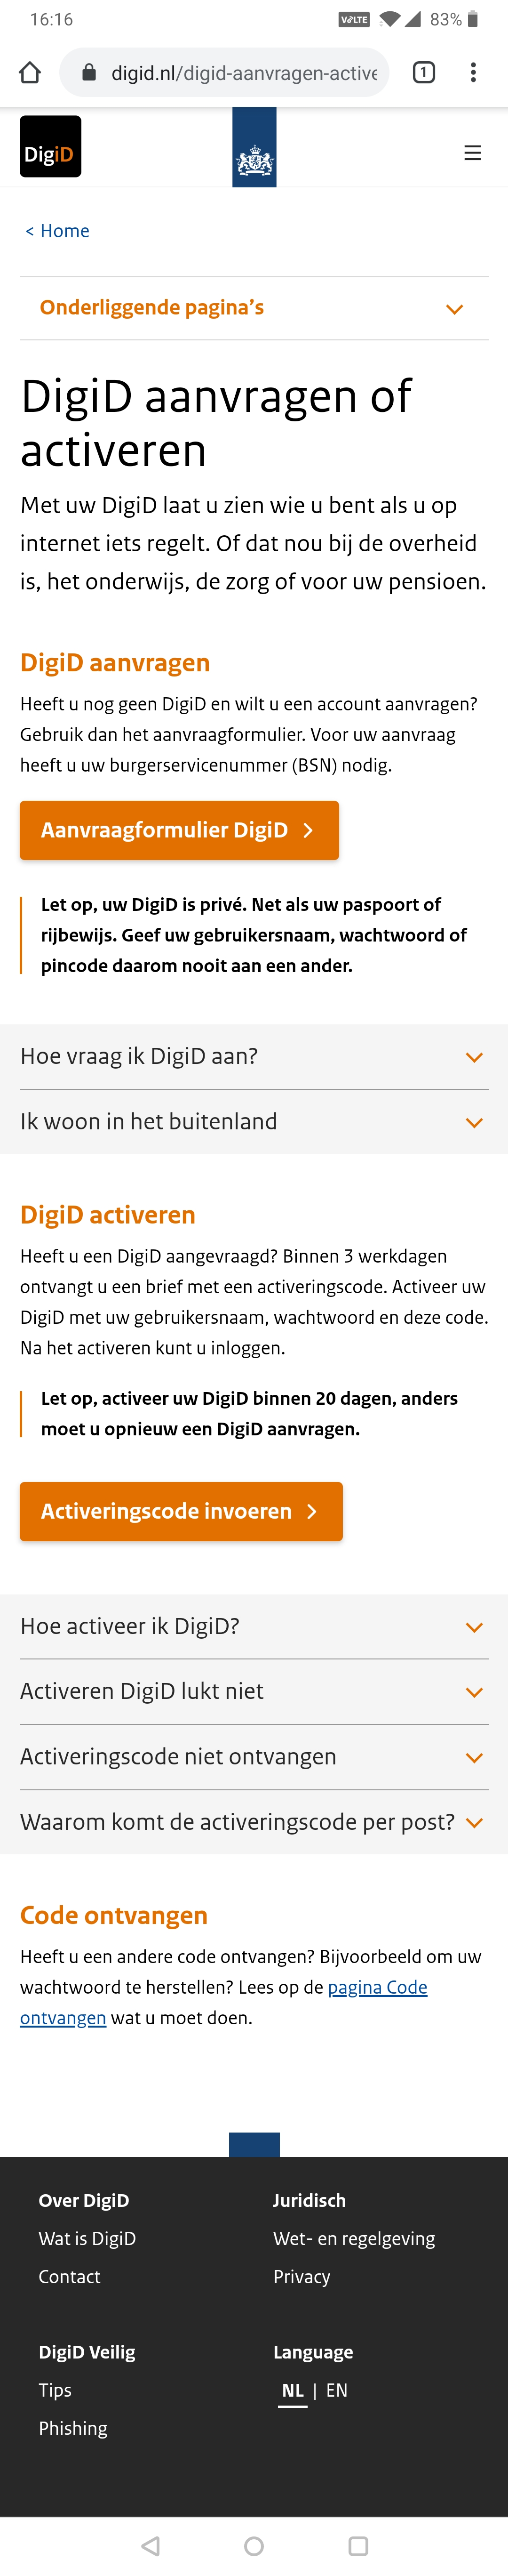 16:16
VoLTE
83%
digid.nl/digid-aanvragen-active
1
DigiD
< Home
Onderliggende pagina's
DigiD aanvragen of
activeren
Met uw DigiD laat u zien wie u bent als u op
internet iets regelt. Of dat nou bij de overheid
is, het onderwijs, de zorg of voor uw pensioen.
DigiD aanvragen
Heeft u nog geen DigiD en wilt u een account aanvragen?
Gebruik dan het aanvraagformulier. Voor uw aanvraag
heeft u uw burgerservicenummer (BSN) nodig.
Aanvraagformulier DigiD
Let op, uw DigiD is privé. Net als uw paspoort of
rijbewijs. Geef uw gebruikersnaam, wachtwoord of
pincode daarom nooit aan een ander.
Hoe vraag ik DigiD aan?
Ik woon in het buitenland
DigiD activeren
Heeft u een DigiD aangevraagd? Binnen 3 werkdagen
ontvangt u een brief met een activeringscode. Activeer uw
DigiD met uw gebruikersnaam, wachtwoord en deze code.
Na het activeren kunt u inloggen.
Let op, activeer uw DigiD binnen 20 dagen, anders
moet u opnieuw een DigiD aanvragen.
Activeringscode invoeren
Hoe activeer ik DigiD?
Activeren DigiD lukt niet
Activeringscode niet ontvangen
Waarom komt de activeringscode per post?
Code ontvangen
Heeft u een andere code ontvangen? Bijvoorbeeld om uw
wachtwoord te herstellen? Lees op de pagina Code
ontvangen wat u moet doen.
Over DigiD
Wat is DigiD
Contact
Juridisch
Wet- en regelgeving
Privacy
DigiD Veilig
Tips
Phishing
Language
NL | EN